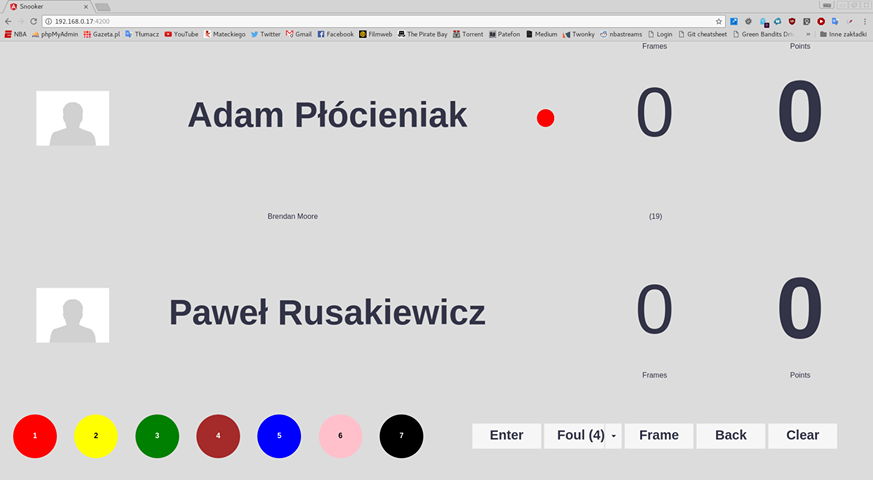 Snooker
192.168.0.17:4200
NBA phpMyAdmin Gazeta.pl Tłumacz YouTube Mateckiego Twitter Gmail Facebook Filmweb The Pirate Bay Torrent Patefon Medium Twonky nbastreams Login Git cheatsheet Green Bandits » Inne zakładki
Frames Points
Adam Płócieniak 0 0
Brendan Moore (19)
Paweł Rusakiewicz 0 0
Frames Points
1 2 3 4 5 6 7 Enter Foul (4) Frame Back Clear